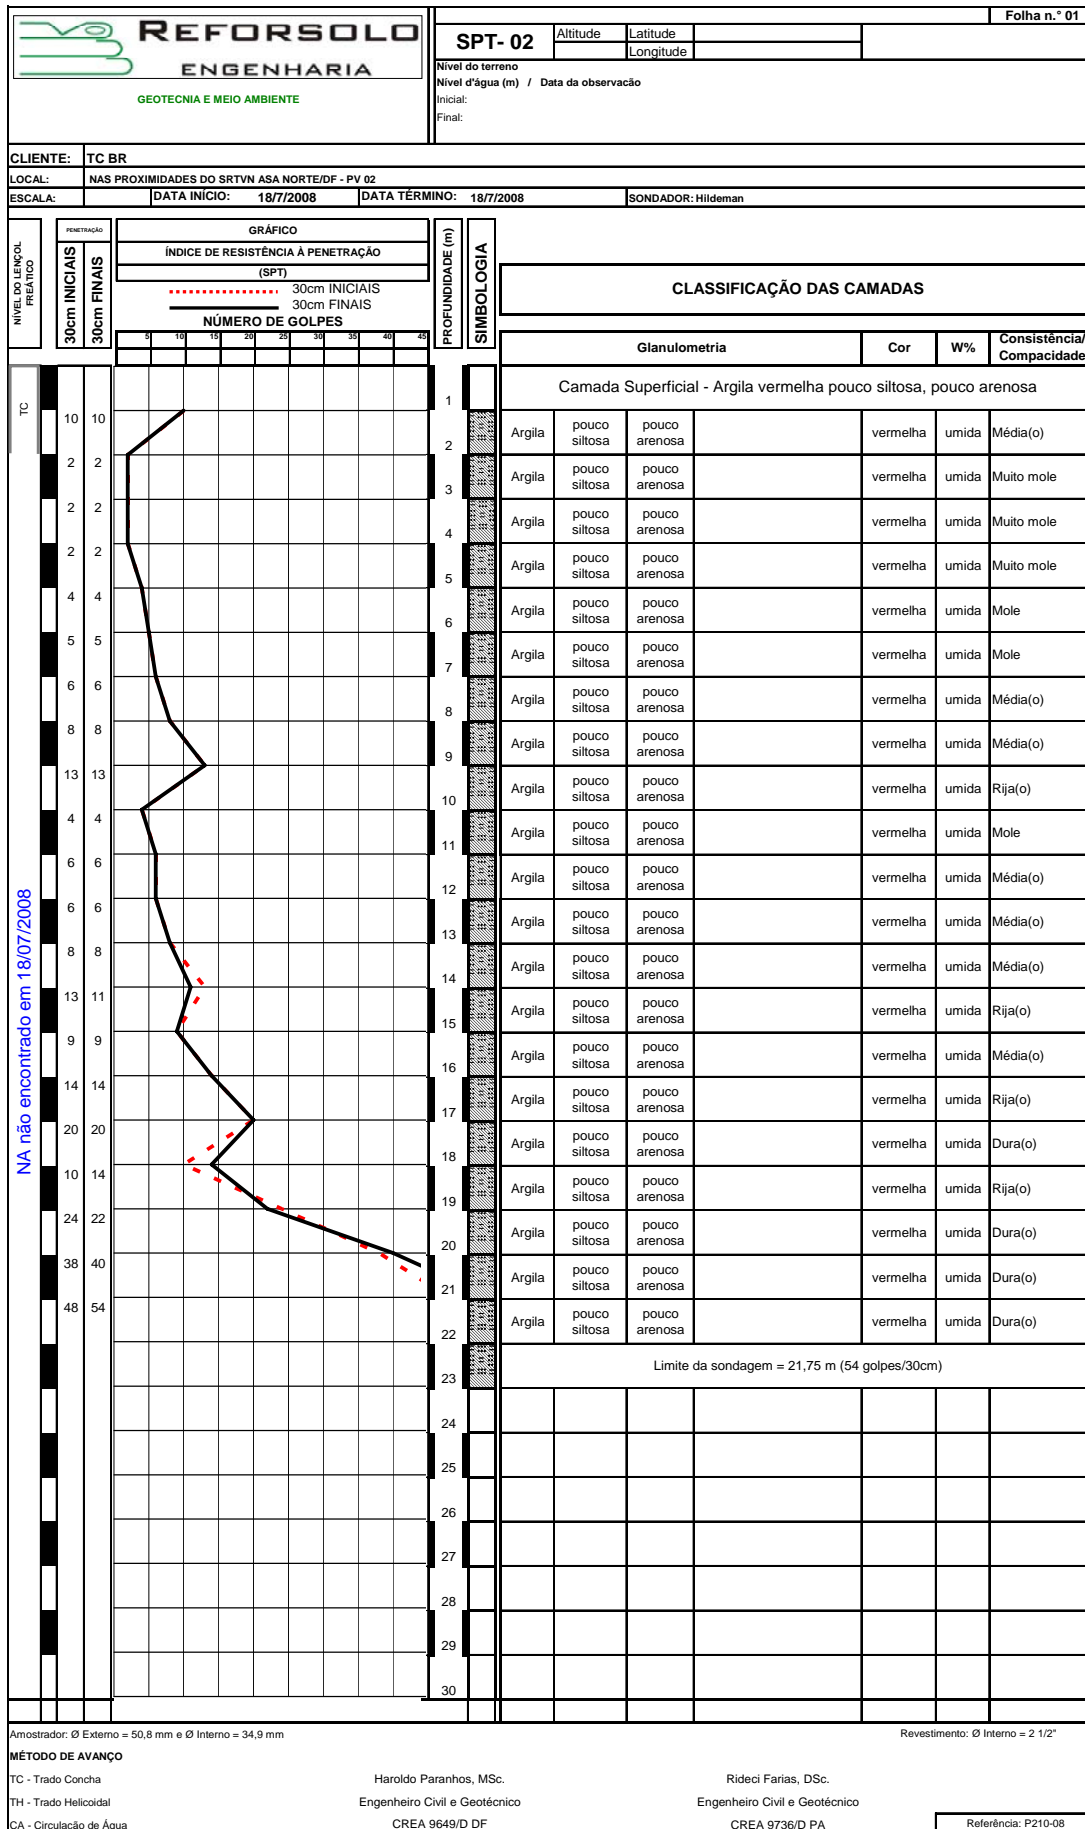 Folha n.° 01
REFORSOLO
ENGENHARIA
GEOTECNIA E MEIO AMBIENTE
SPT- 02 Altitude Latitude
Longitude
Nível do terreno
Nível d'água (m) / Data da observacão
Inicial:
Final:
CLIENTE: TC BR
LOCAL: NAS PROXIMIDADES DO SRTVN ASA NORTE/DF - PV 02
ESCALA: DATA INÍCIO: 18/7/2008 DATA TÉRMINO: 18/7/2008 SONDADOR: Hildeman
NÍVEL DO LENÇOL FREÁTICO
PENETRAÇÃO
30cm INICIAIS
30cm FINAIS
GRÁFICO
ÍNDICE DE RESISTÊNCIA À PENETRAÇÃO
(SPT)
30cm INICIAIS
30cm FINAIS
NÚMERO DE GOLPES
5 10 15 20 25 30 35 40 45
PROFUNDIDADE (m)
SIMBOLOGIA
CLASSIFICAÇÃO DAS CAMADAS
Glanulometria Cor W% Consistência/ Compacidade
TC
NA não encontrado em 18/07/2008
1 Camada Superficial - Argila vermelha pouco siltosa, pouco arenosa
10 10 2 Argila pouco siltosa pouco arenosa vermelha umida Média(o)
2 2 3 Argila pouco siltosa pouco arenosa vermelha umida Muito mole
2 2 4 Argila pouco siltosa pouco arenosa vermelha umida Muito mole
2 2 5 Argila pouco siltosa pouco arenosa vermelha umida Muito mole
4 4 6 Argila pouco siltosa pouco arenosa vermelha umida Mole
5 5 7 Argila pouco siltosa pouco arenosa vermelha umida Mole
6 6 8 Argila pouco siltosa pouco arenosa vermelha umida Média(o)
8 8 9 Argila pouco siltosa pouco arenosa vermelha umida Média(o)
13 13 10 Argila pouco siltosa pouco arenosa vermelha umida Rija(o)
4 4 11 Argila pouco siltosa pouco arenosa vermelha umida Mole
6 6 12 Argila pouco siltosa pouco arenosa vermelha umida Média(o)
6 6 13 Argila pouco siltosa pouco arenosa vermelha umida Média(o)
8 8 14 Argila pouco siltosa pouco arenosa vermelha umida Média(o)
13 11 15 Argila pouco siltosa pouco arenosa vermelha umida Rija(o)
9 9 16 Argila pouco siltosa pouco arenosa vermelha umida Média(o)
14 14 17 Argila pouco siltosa pouco arenosa vermelha umida Rija(o)
20 20 18 Argila pouco siltosa pouco arenosa vermelha umida Dura(o)
10 14 19 Argila pouco siltosa pouco arenosa vermelha umida Rija(o)
24 22 20 Argila pouco siltosa pouco arenosa vermelha umida Dura(o)
38 40 21 Argila pouco siltosa pouco arenosa vermelha umida Dura(o)
48 54 22 Argila pouco siltosa pouco arenosa vermelha umida Dura(o)
23 Limite da sondagem = 21,75 m (54 golpes/30cm)
24
25
26
27
28
29
30
Amostrador: Ø Externo = 50,8 mm e Ø Interno = 34,9 mm Revestimento: Ø Interno = 2 1/2"
MÉTODO DE AVANÇO
TC - Trado Concha Haroldo Paranhos, MSc. Rideci Farias, DSc.
TH - Trado Helicoidal Engenheiro Civil e Geotécnico Engenheiro Civil e Geotécnico
CA - Circulação de Água CREA 9649/D DF CREA 9736/D PA Referência: P210-08